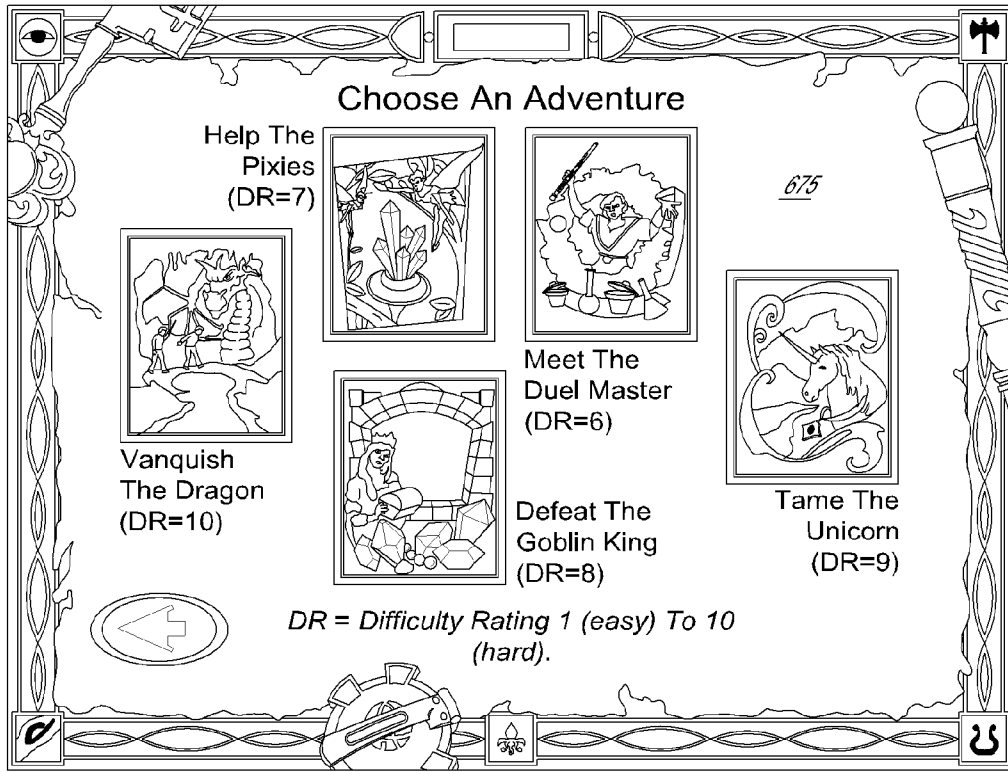 Choose An Adventure
Help The
Pixies
(DR=7)
675
Meet The
Duel Master
(DR=6)
Vanquish
The Dragon
(DR=10)
Defeat The
Goblin King
(DR=8)
Tame The
Unicorn
(DR=9)
DR = Difficulty Rating 1 (easy) To 10
(hard).